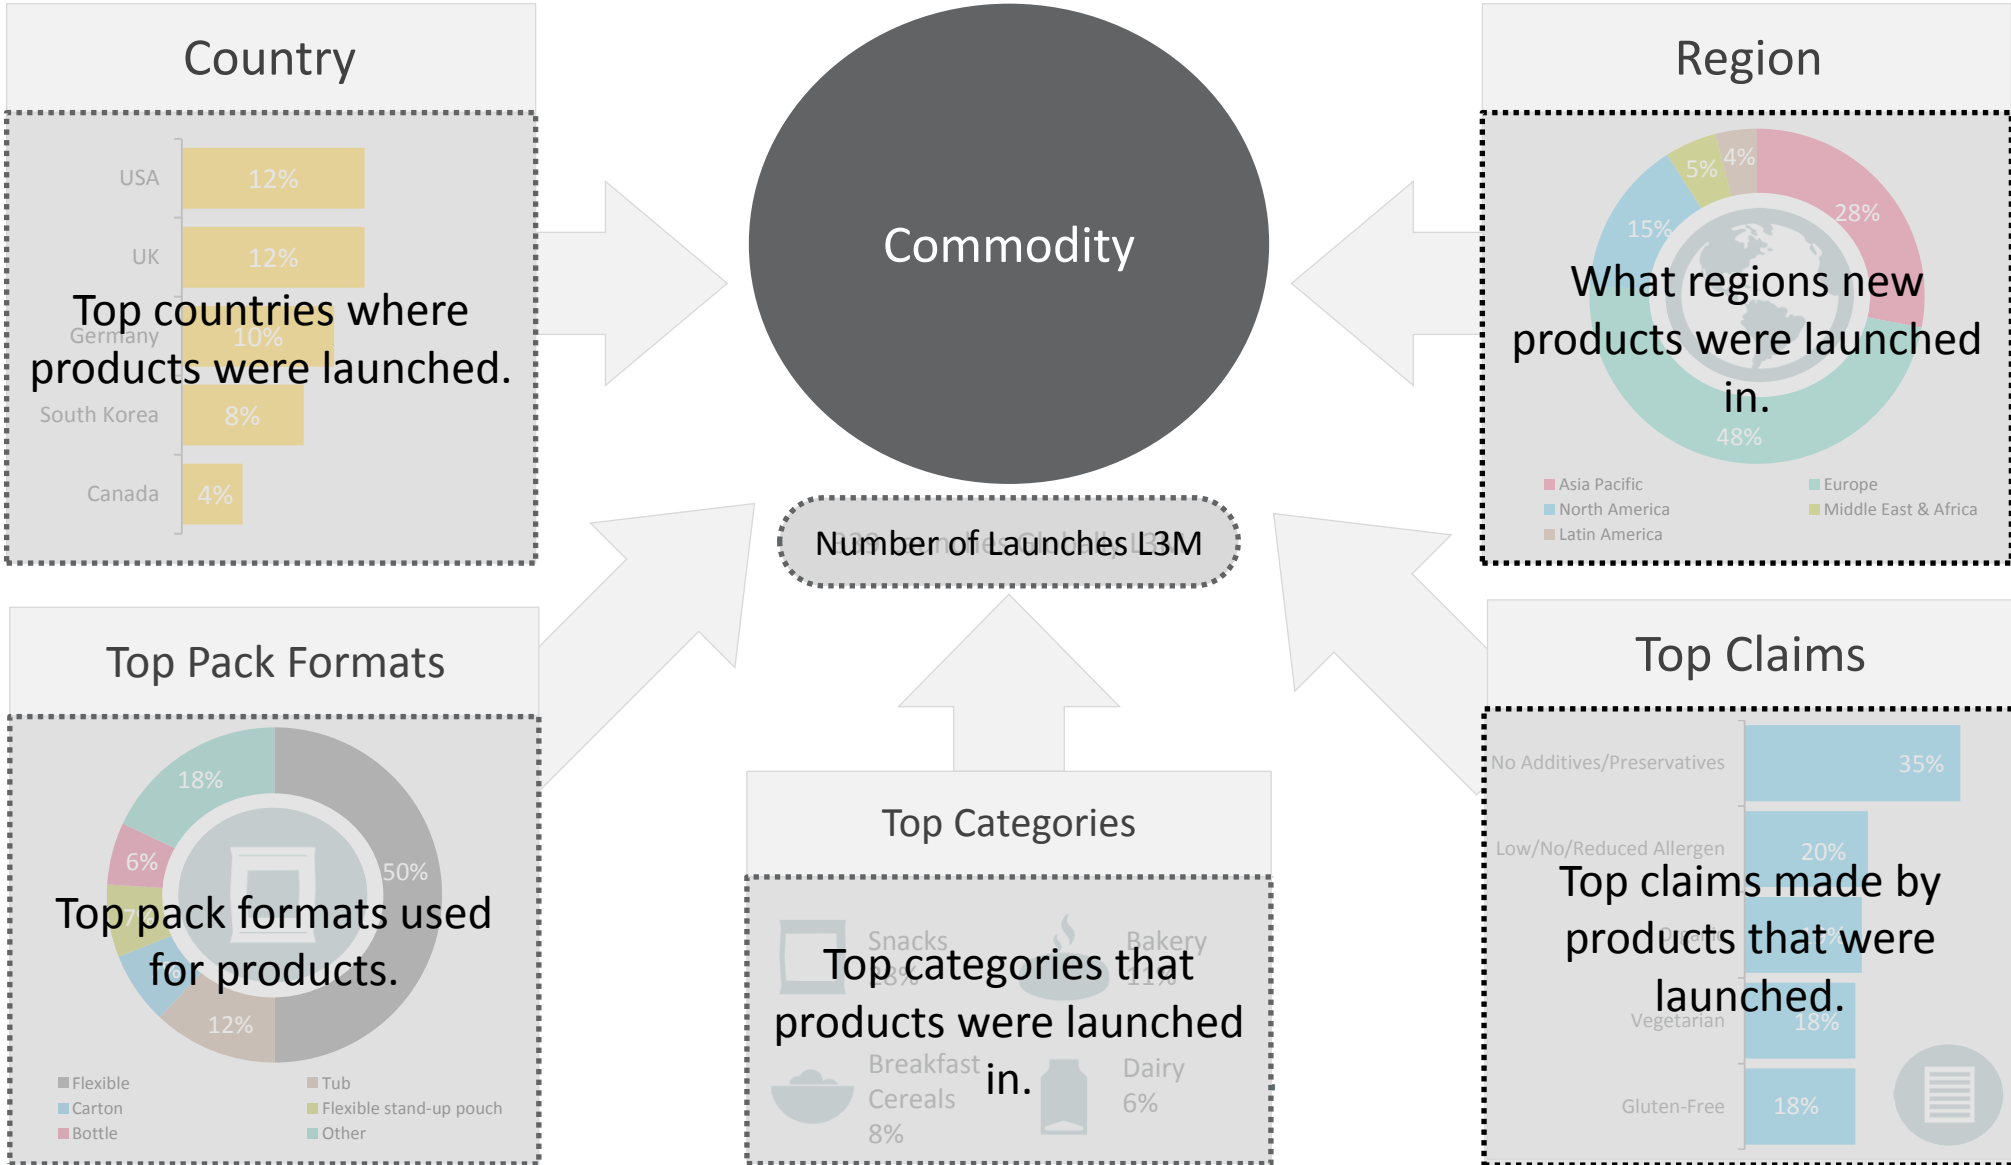 Country
USA
12%
UK
12%
Germany
10%
South Korea
8%
Canada
4%
Top countries where
products were launched.
Commodity
Number of Launches L3M
Region
4%
5%
28%
15%
48%
What regions new
products were launched
in.
Asia Pacific
Europe
North America
Middle East & Africa
Latin America
Top Pack Formats
18%
50%
6%
7%
12%
Top pack formats used
for products.
Flexible
Tub
Carton
Flexible stand-up pouch
Bottle
Other
Top Categories
Snacks
Bakery
11%
Breakfast
Cereals
8%
Dairy
6%
Top categories that
products were launched
in.
Top Claims
No Additives/Preservatives
35%
Low/No/Reduced Allergen
20%
Organic
Vegetarian
18%
Gluten-Free
18%
Top claims made by
products that were
launched.